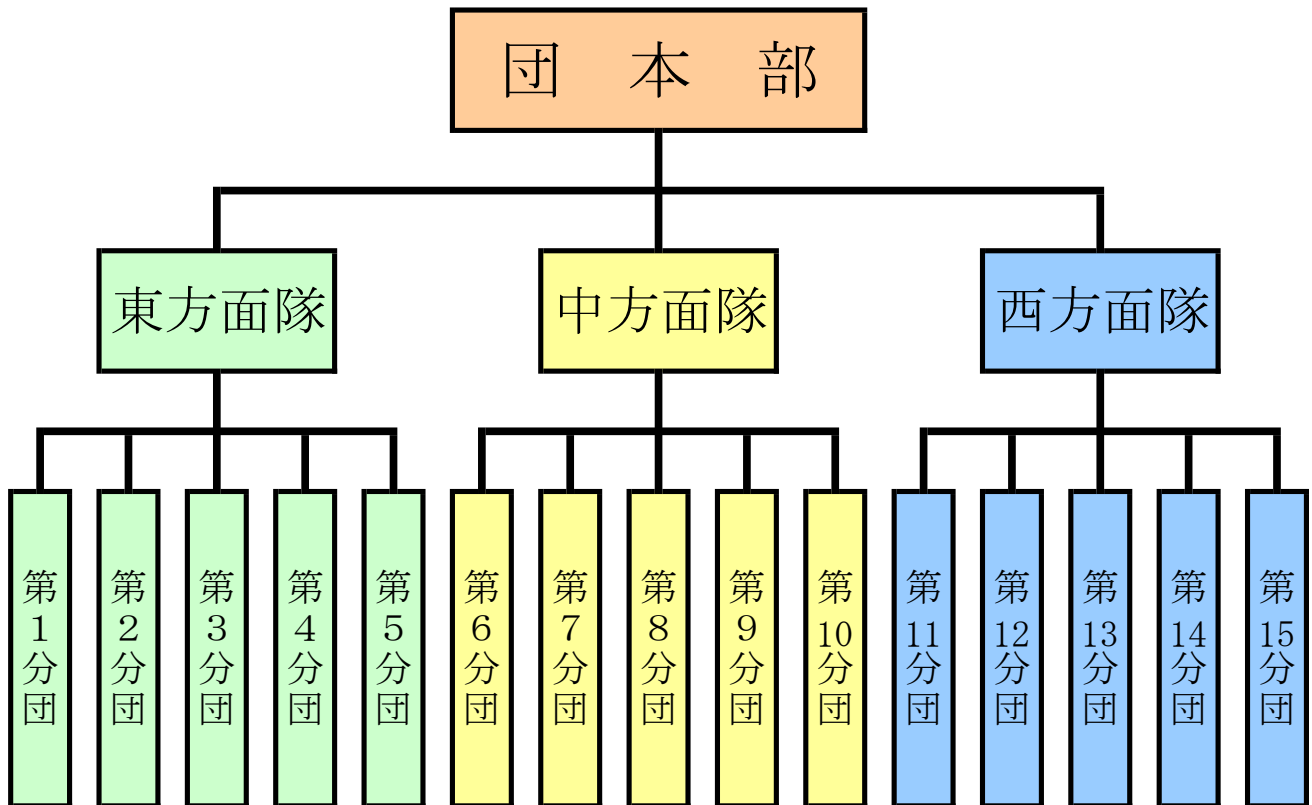 団　本　部
東方面隊
中方面隊
西方面隊
第１分団
第２分団
第３分団
第４分団
第５分団
第６分団
第７分団
第８分団
第９分団
第10分団
第11分団
第12分団
第13分団
第14分団
第15分団